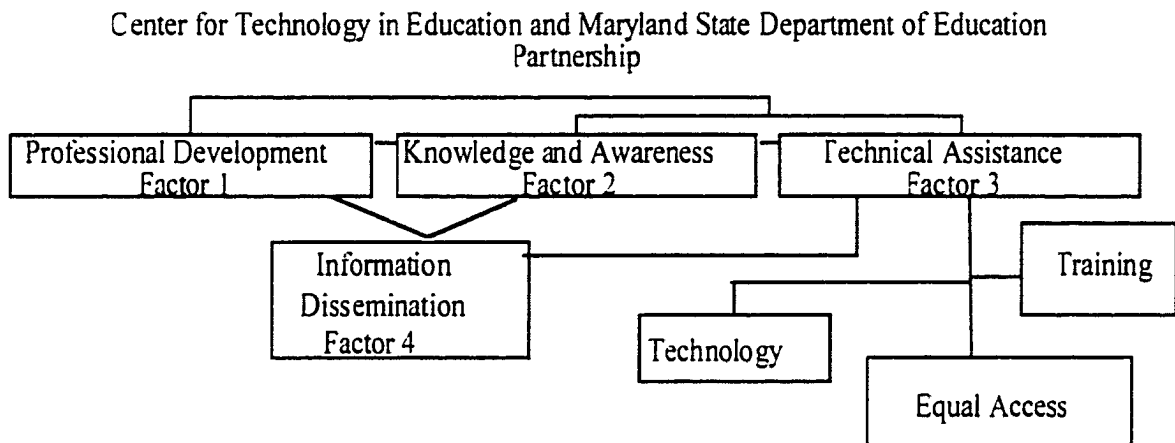 Center for Technology in Education and Maryland State Department of Education
Partnership
Professional Development
Factor 1
Knowledge and Awareness
Factor 2
Technical Assistance
Factor 3
Information
Dissemination
Factor 4
Training
Technology
Equal Access